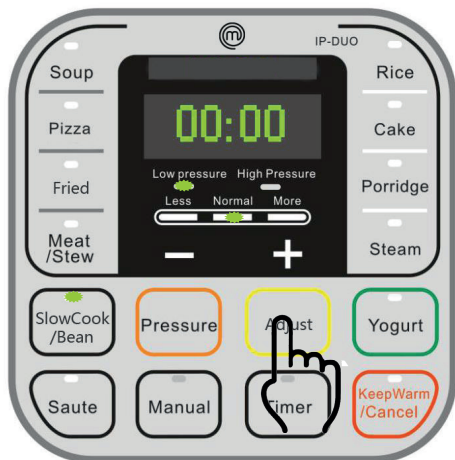 IP-DUO
Soup
Rice
00:00
Pizza
Cake
Low pressure High Pressure
Fried
Less Normal More
Porridge
Meat
/Stew
− +
Steam
SlowCook
/Bean
Pressure
Adjust
Yogurt
Saute
Manual
Timer
KeepWarm
/Cancel